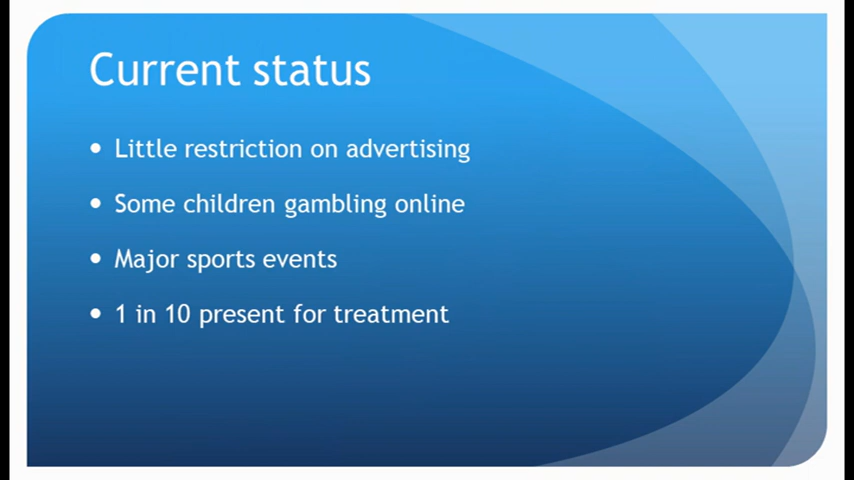 Current status
• Little restriction on advertising
• Some children gambling online
• Major sports events
• 1 in 10 present for treatment